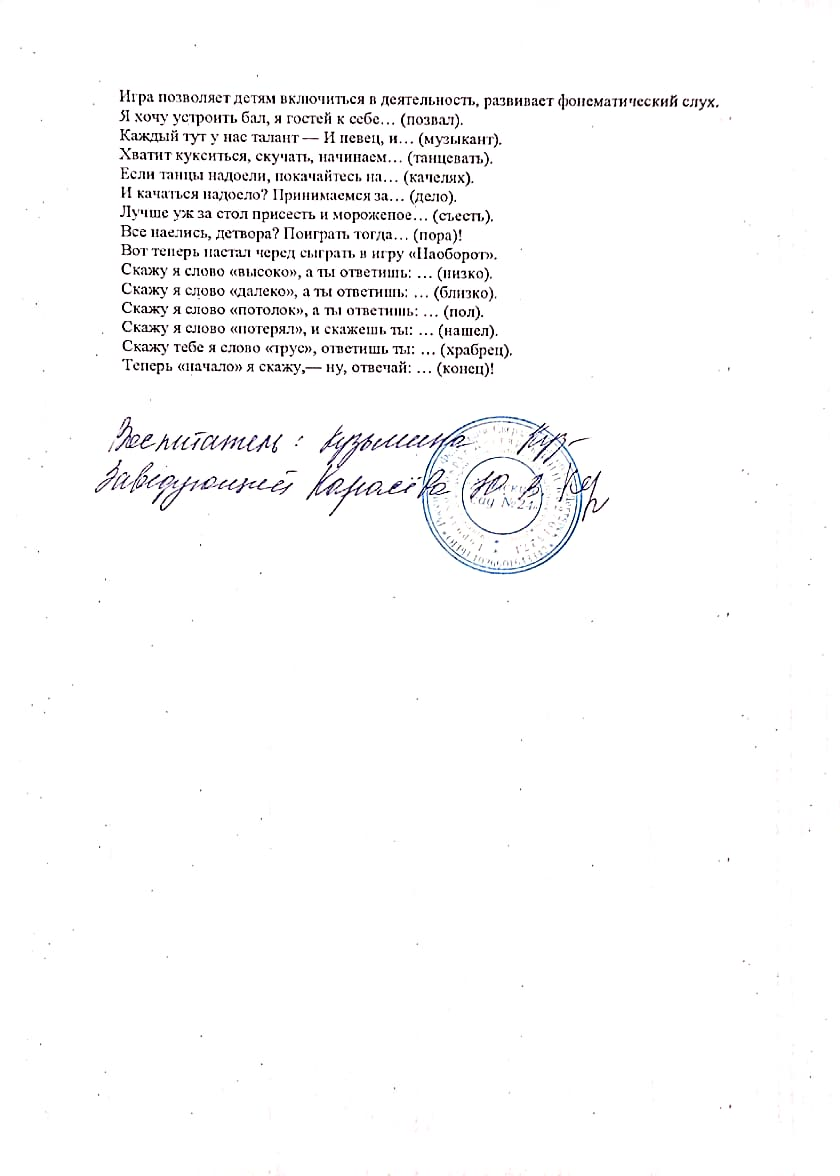 Игра позволяет детям включиться в деятельность, развивает фонематический слух.
Я хочу устроить бал, я гостей к себе… (позвал).
Каждый тут у нас талант — И певец, и… (музыкант).
Хватит кукситься, скучать, начинаем… (танцевать).
Если танцы надоели, покачайтесь на… (качелях).
И качаться надоело? Принимаемся за… (дело).
Лучше уж за стол присесть и мороженое… (съесть).
Все наелись, детвора? Поиграть тогда… (пора)!
Вот теперь настал черед сыграть в игру «Наоборот».
Скажу я слово «высоко», а ты ответишь: … (низко).
Скажу я слово «далеко», а ты ответишь: … (близко).
Скажу я слово «потолок», а ты ответишь: … (пол).
Скажу я слово «потерял», и скажешь ты: … (нашел).
Скажу тебе я слово «трус», ответишь ты: … (храбрец).
Теперь «начало» я скажу,— ну, отвечай: … (конец)!
Воспитатель: Кузьмина Куз-
Заведующий Карасёва Ю. В.
сад №24»